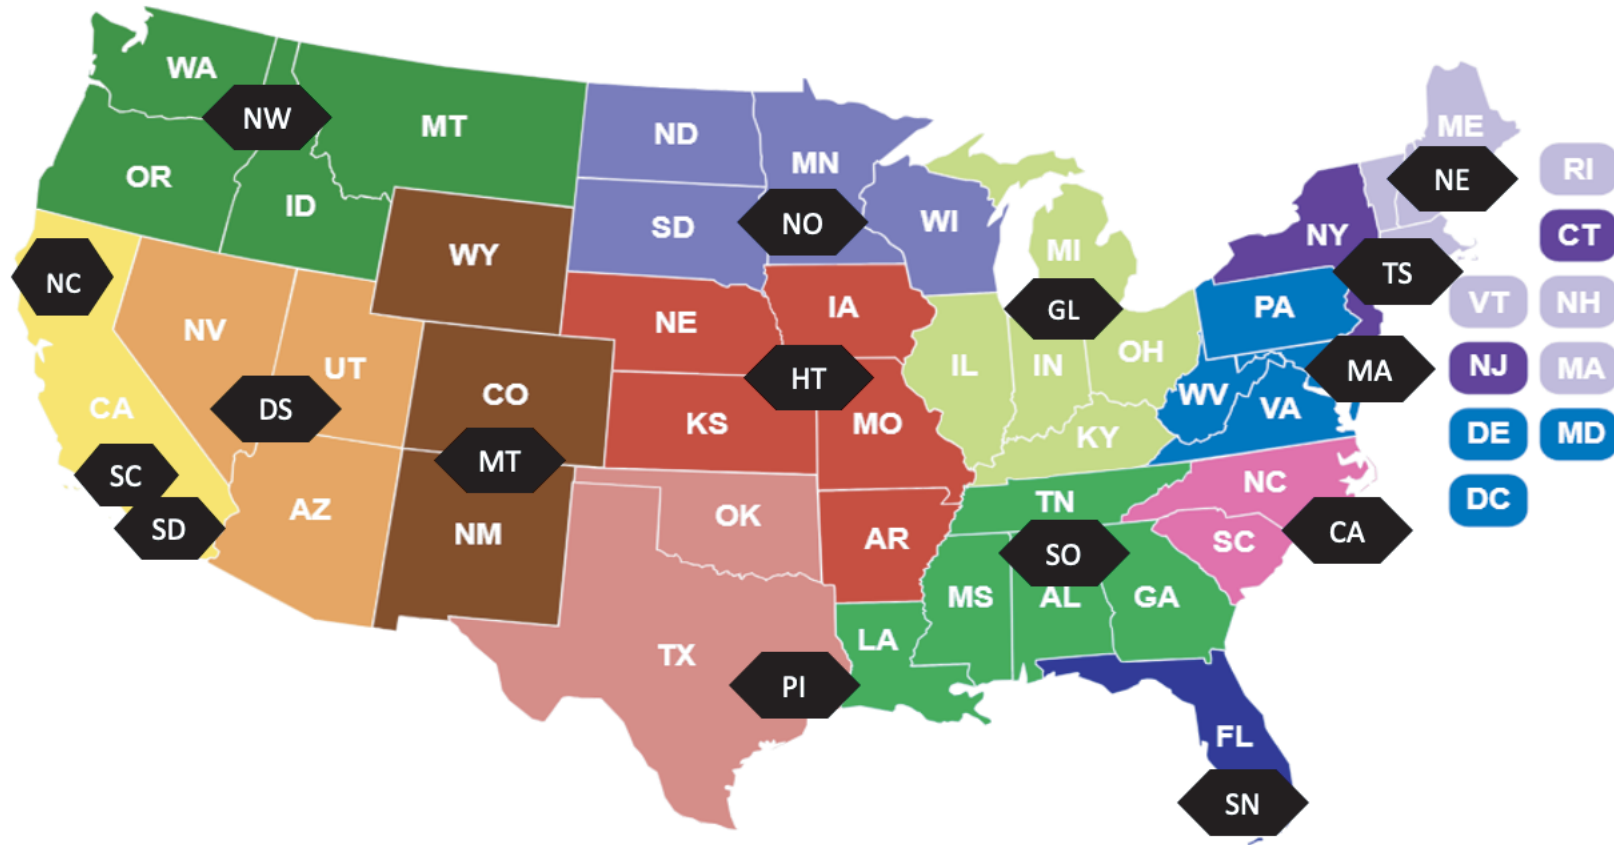 WA
NW
MT
OR
ID
ND
MN
SD
NO
WI
WY
NC
NV
UT
CA
DS
SC
SD
AZ
CO
MT
NM
NE
IA
HT
KS
MO
OK
AR
TX
PI
LA
MI
GL
IL
IN
OH
KY
TN
SO
MS
AL
GA
NC
SC
CA
FL
SN
PA
WV
VA
MA
NY
TS
ME
NE
RI
CT
VT NH
NJ MA
DE MD
DC